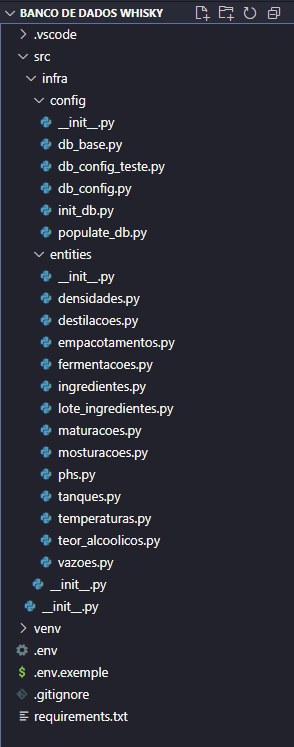 BANCO DE DADOS WHISKY
.vscode
src
infra
config
__init__.py
db_base.py
db_config_teste.py
db_config.py
init_db.py
populate_db.py
entities
__init__.py
densidades.py
destilacoes.py
empacotamentos.py
fermentacoes.py
ingredientes.py
lote_ingredientes.py
maturacoes.py
mosturacoes.py
phs.py
tanques.py
temperaturas.py
teor_alcoolicos.py
vazoes.py
__init__.py
__init__.py
venv
.env
$ .env.exemple
.gitignore
requirements.txt